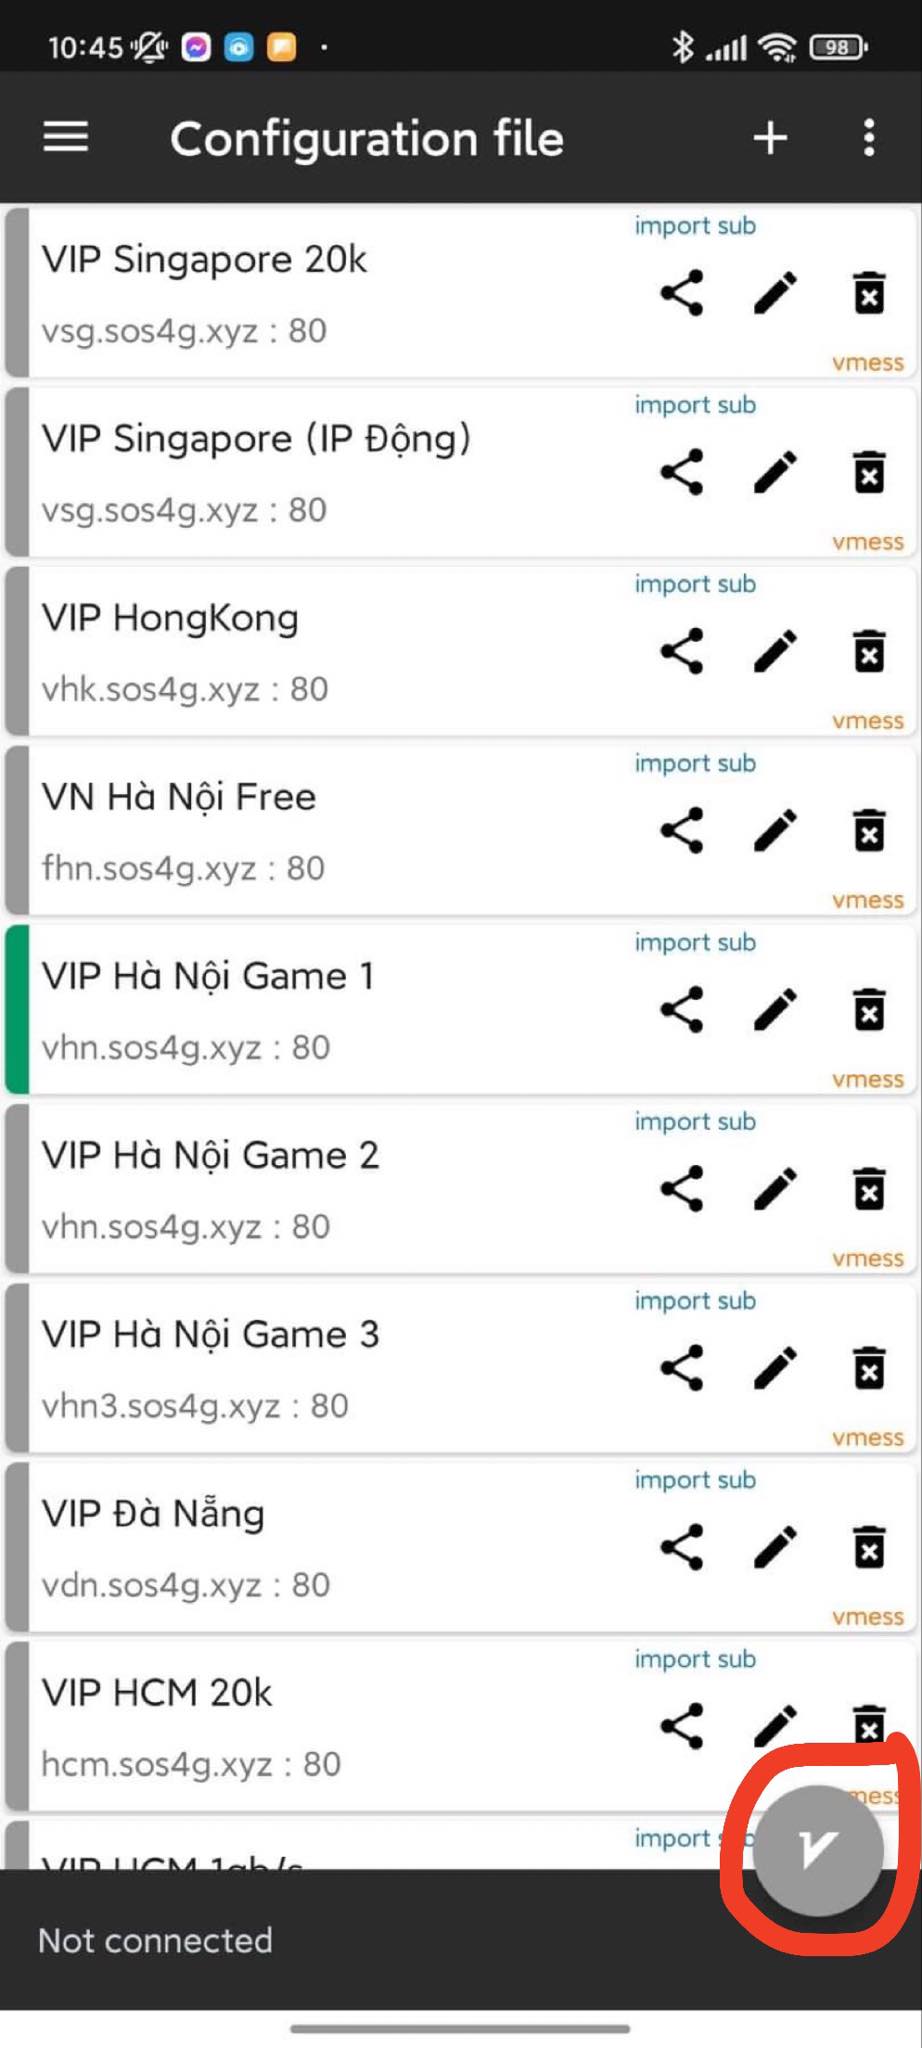 10:45
98
Configuration file
import sub
VIP Singapore 20k
vsg.sos4g.xyz : 80
vmess
import sub
VIP Singapore (IP Động)
vsg.sos4g.xyz : 80
vmess
import sub
VIP HongKong
vhk.sos4g.xyz : 80
vmess
import sub
VN Hà Nội Free
fhn.sos4g.xyz : 80
vmess
import sub
VIP Hà Nội Game 1
vhn.sos4g.xyz : 80
vmess
import sub
VIP Hà Nội Game 2
vhn.sos4g.xyz : 80
vmess
import sub
VIP Hà Nội Game 3
vhn3.sos4g.xyz : 80
vmess
import sub
VIP Đà Nẵng
vdn.sos4g.xyz : 80
vmess
import sub
VIP HCM 20k
hcm.sos4g.xyz : 80
import
VIP HCM 1gb/s
V
Not connected